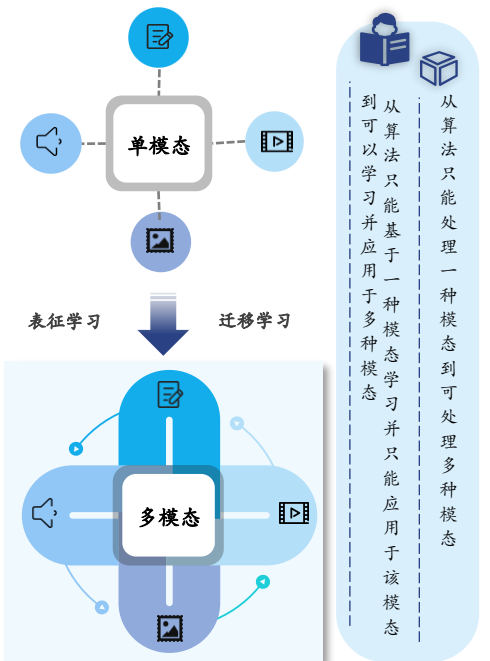 单模态
表征学习
迁移学习
多模态
从算法只能处理一种模态到可处理多种模态
从算法只能基于一种模态学习并只能应用于该模态
到可以学习并应用于多种模态